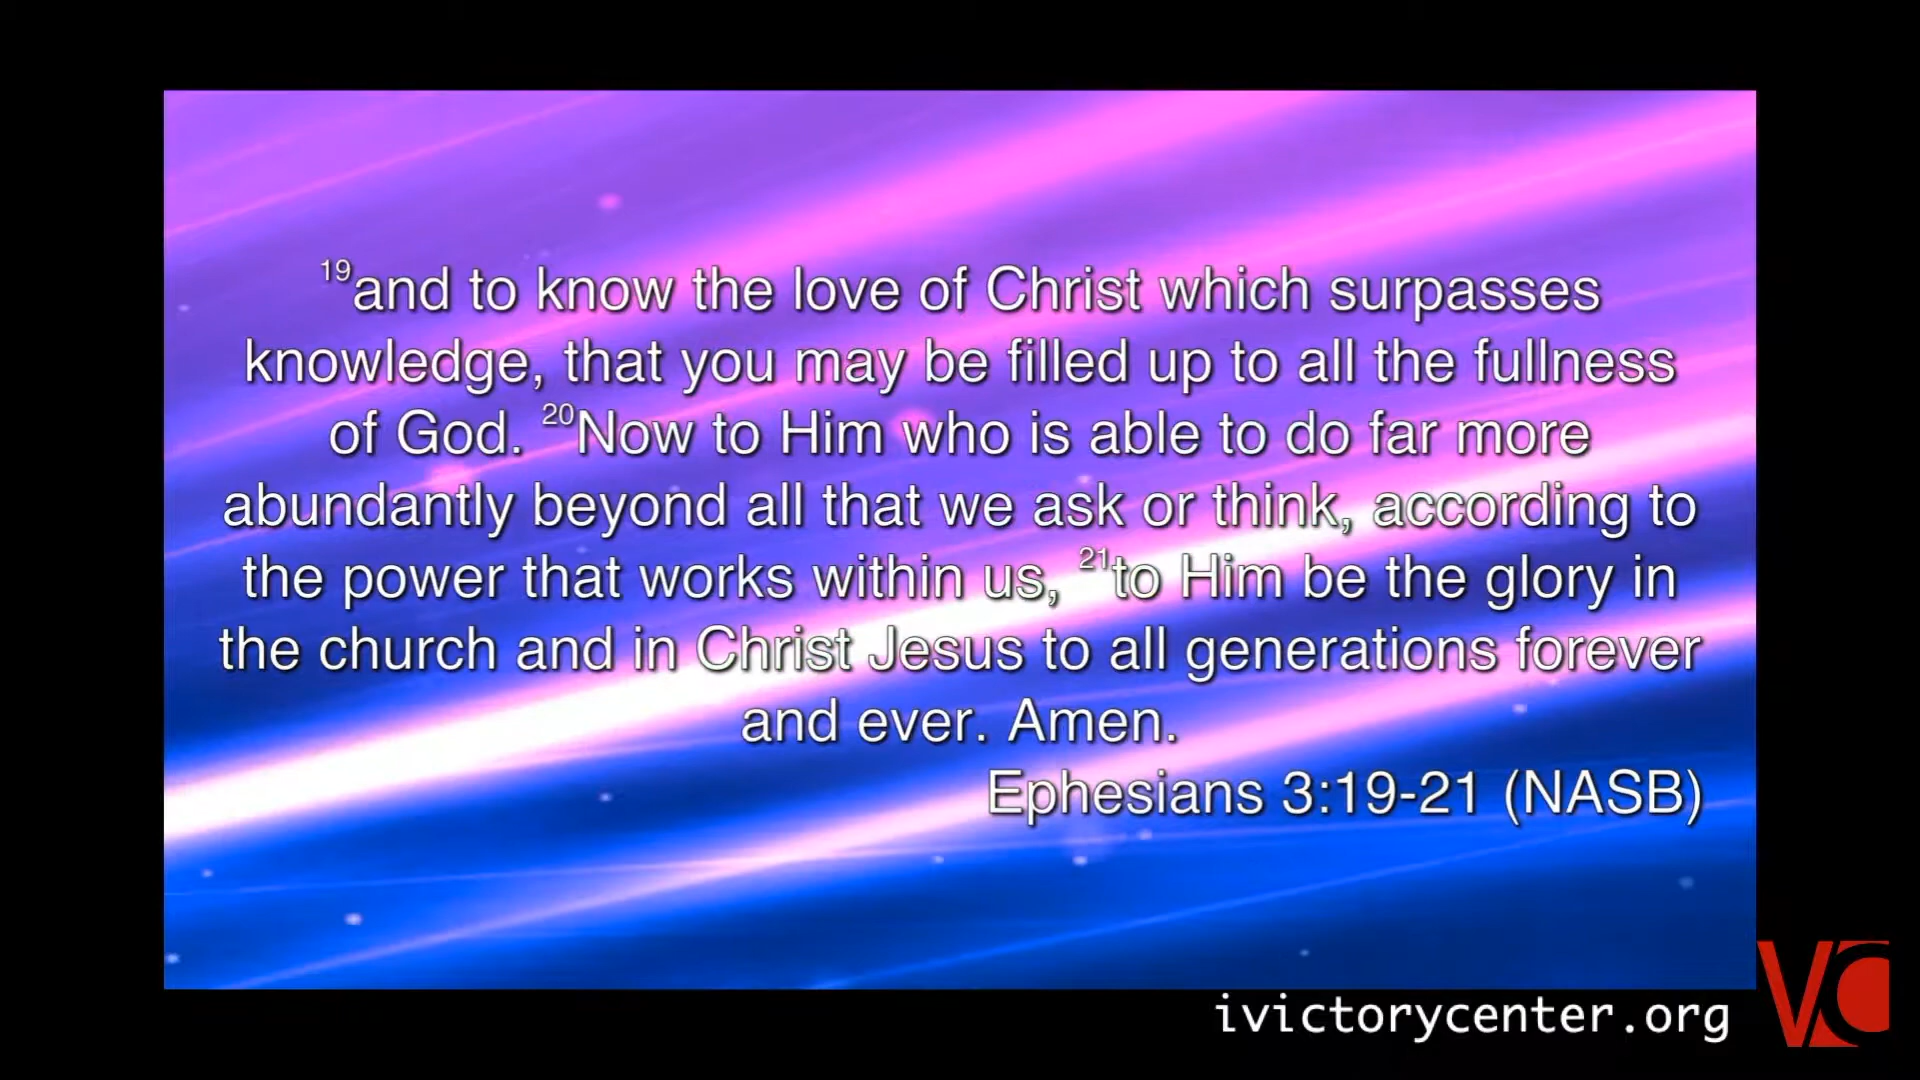 ¹⁹and to know the love of Christ which surpasses
knowledge, that you may be filled up to all the fullness
of God. ²⁰Now to Him who is able to do far more
abundantly beyond all that we ask or think, according to
the power that works within us, ²¹to Him be the glory in
the church and in Christ Jesus to all generations forever
and ever. Amen.
Ephesians 3:19-21 (NASB)
ivictorycenter.org
VC